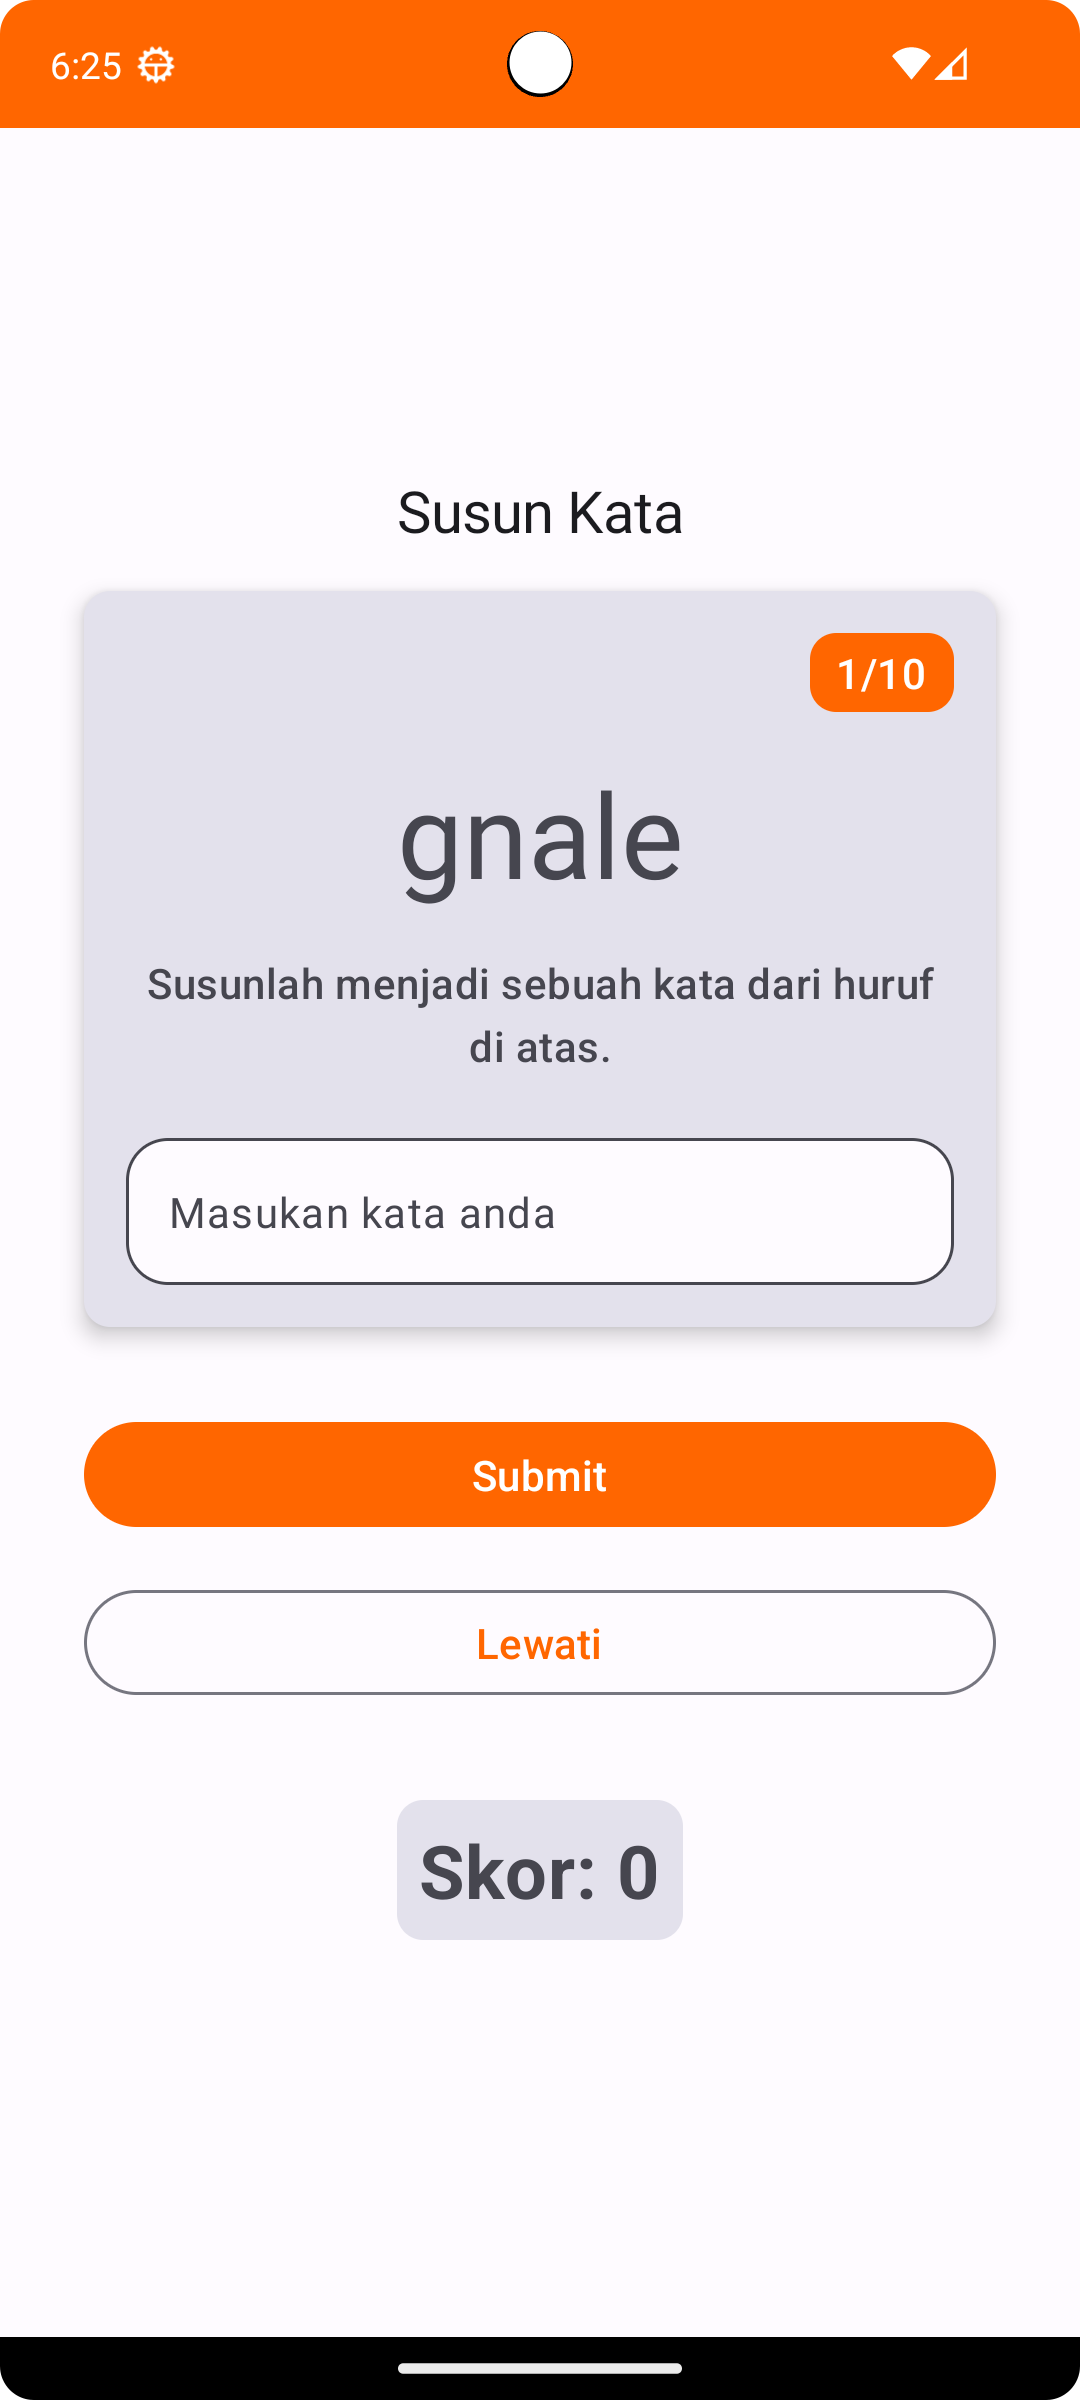 6:25
Susun Kata
1/10
gnale
Susunlah menjadi sebuah kata dari huruf
di atas.
Masukan kata anda
Submit
Lewati
Skor: 0